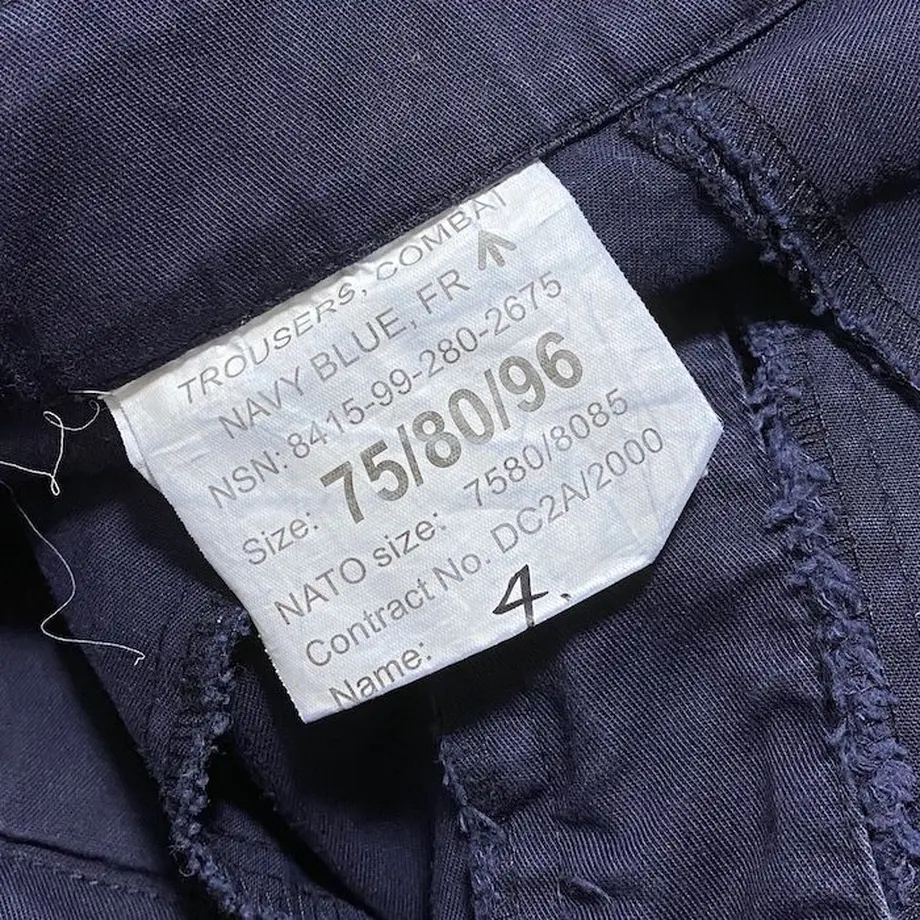 TROUSERS, COMBAT
NAVY BLUE, FR
NSN: 8415-99-280-2675
Size: 75/80/96
NATO size: 7580/8085
Contract No. DC2A/2000
Name: 4.